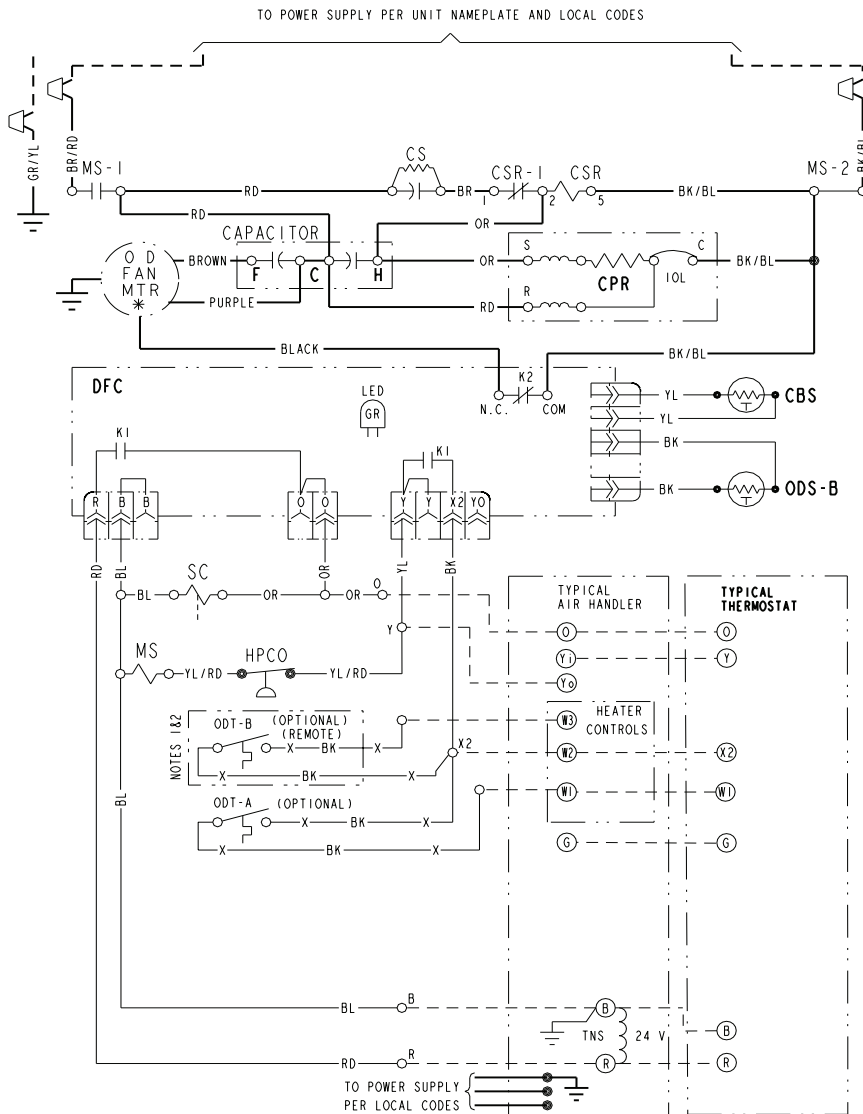 TO POWER SUPPLY PER UNIT NAMEPLATE AND LOCAL CODES
GR/YL
BR/RD
BK/BL
MS-1
CS
CSR-1
CSR
MS-2
RD
BR
1
2
5
BK/BL
RD
OR
CAPACITOR
O D
FAN
MTR
*
BROWN
F
C
H
OR
S
C
BK/BL
CPR
IOL
PURPLE
R
RD
BLACK
BK/BL
DFC
LED
GR
K2
N.C.
COM
YL
CBS
YL
BK
BK
ODS-B
K1
K1
R
B
B
O
O
Y
Y
X2
YO
RD
BL
OR
YL
BK
SC
BL
OR
OR
O
TYPICAL
AIR HANDLER
TYPICAL
THERMOSTAT
O
O
Y
Yi
Y
MS
HPCO
YL/RD
YL/RD
Yo
NOTES 1&2
ODT-B
(OPTIONAL)
(REMOTE)
X
BK
X
X
BK
X
X2
W3
HEATER
CONTROLS
W2
X2
BL
ODT-A
(OPTIONAL)
W1
W1
X
BK
X
X
BK
X
G
G
BL
B
B
TNS
24 V
B
RD
R
R
R
TO POWER SUPPLY
PER LOCAL CODES